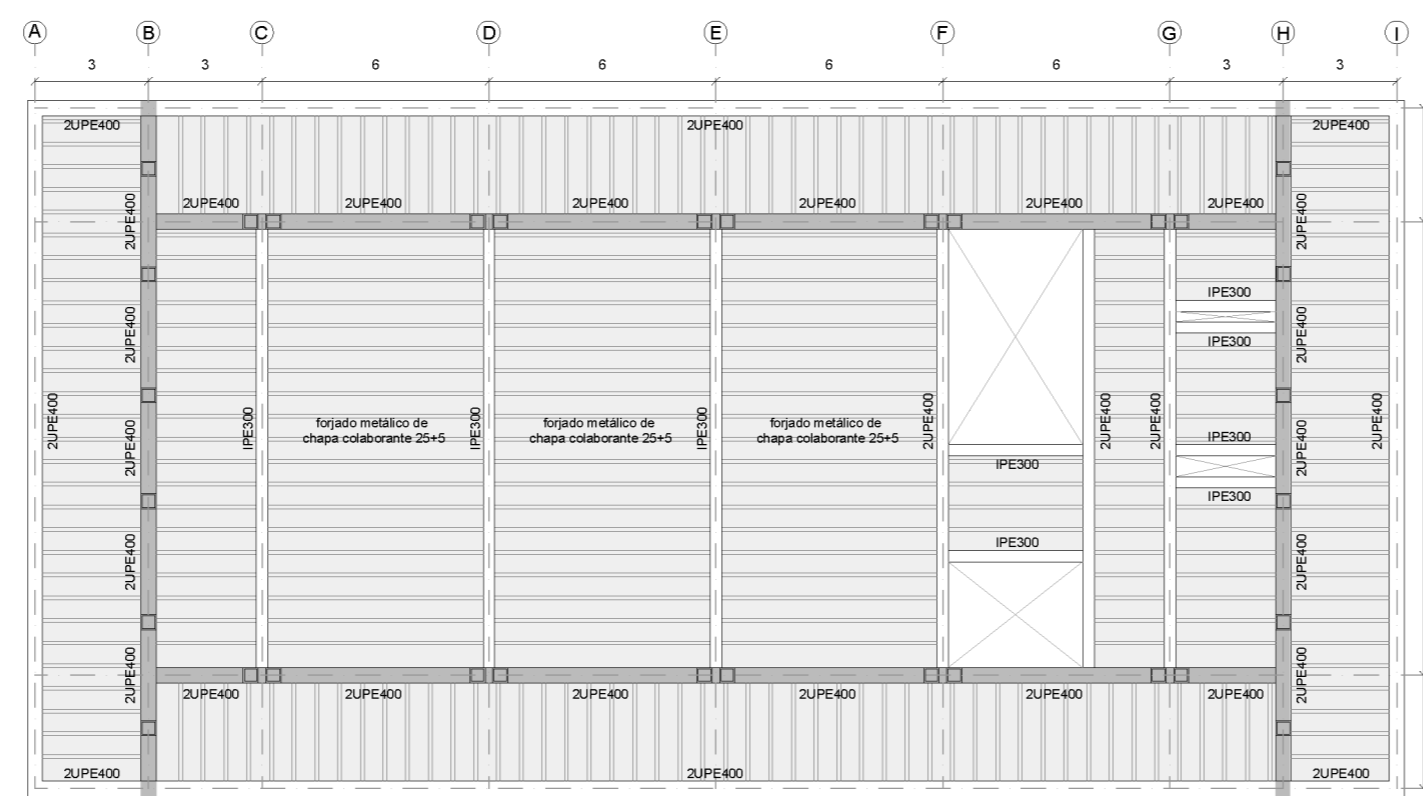 A B C D E F G H I
3 3 6 6 6 6 3 3
2UPE400 2UPE400 2UPE400
2UPE400 2UPE400 2UPE400 2UPE400 2UPE400 2UPE400
2UPE400 2UPE400
IPE300
2UPE400 IPE300 2UPE400
2UPE400 IPE300 forjado metálico de IPE300 forjado metálico de IPE300 forjado metálico de 2UPE400 2UPE400 2UPE400 2UPE400
chapa colaborante 25+5 chapa colaborante 25+5 chapa colaborante 25+5
2UPE400 IPE300 2UPE400
IPE300
IPE300
2UPE400 IPE300 2UPE400
2UPE400 2UPE400
2UPE400 2UPE400 2UPE400 2UPE400 2UPE400 2UPE400
2UPE400 2UPE400 2UPE400